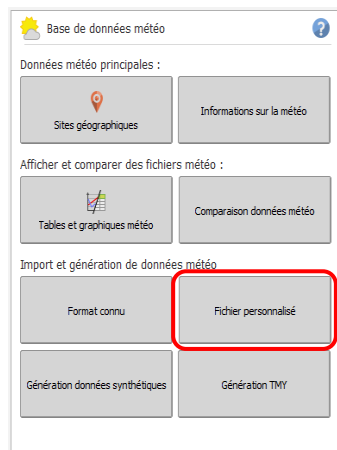 Base de données météo
Données météo principales :
Sites géographiques
Informations sur la météo
Afficher et comparer des fichiers météo :
Tables et graphiques météo
Comparaison données météo
Import et génération de données météo
Format connu
Fichier personnalisé
Génération données synthétiques
Génération TMY